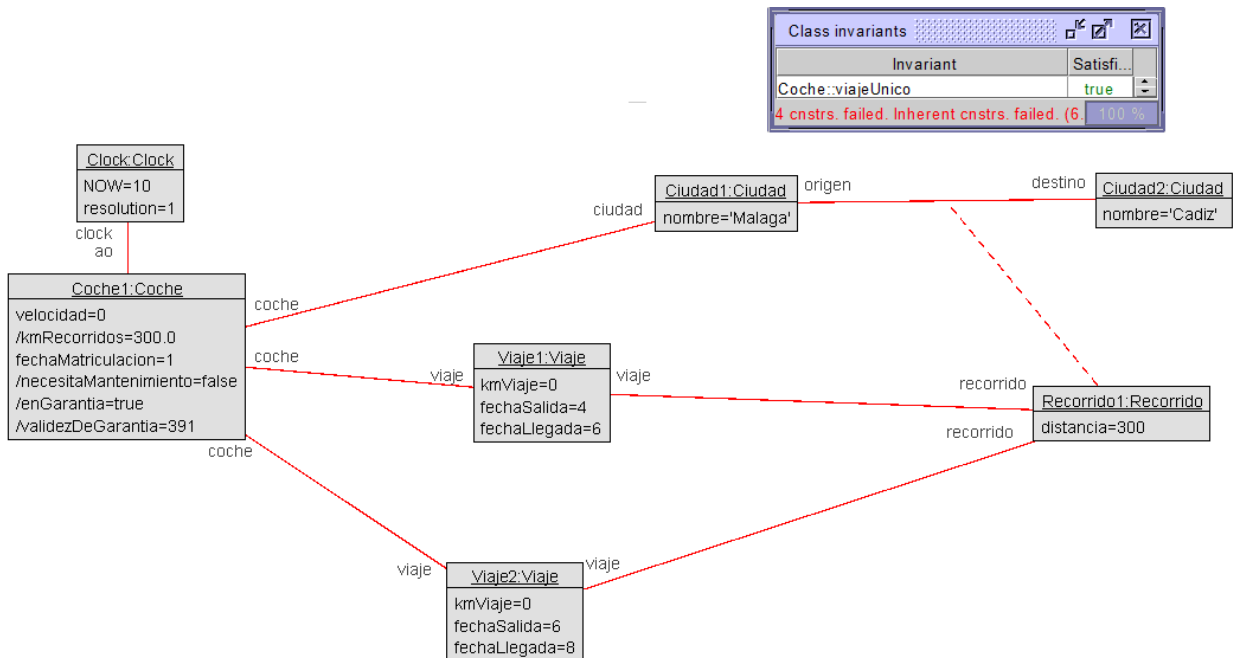 Class invariants
Invariant Satisfi...
Coche::viajeUnico true
4 cnstrs. failed. Inherent cnstrs. failed. (6. 100 %
Clock:Clock
NOW=10
resolution=1
clock
ao
Ciudad1:Ciudad
nombre='Malaga'
ciudad
origen
destino
Ciudad2:Ciudad
nombre='Cadiz'
Coche1:Coche
velocidad=0
/kmRecorridos=300.0
fechaMatriculacion=1
/necesitaMantenimiento=false
/enGarantia=true
/validezDeGarantia=391
coche
coche
coche
viaje
Viaje1:Viaje
kmViaje=0
fechaSalida=4
fechaLlegada=6
viaje
recorrido
Recorrido1:Recorrido
distancia=300
recorrido
viaje
Viaje2:Viaje
kmViaje=0
fechaSalida=6
fechaLlegada=8
viaje